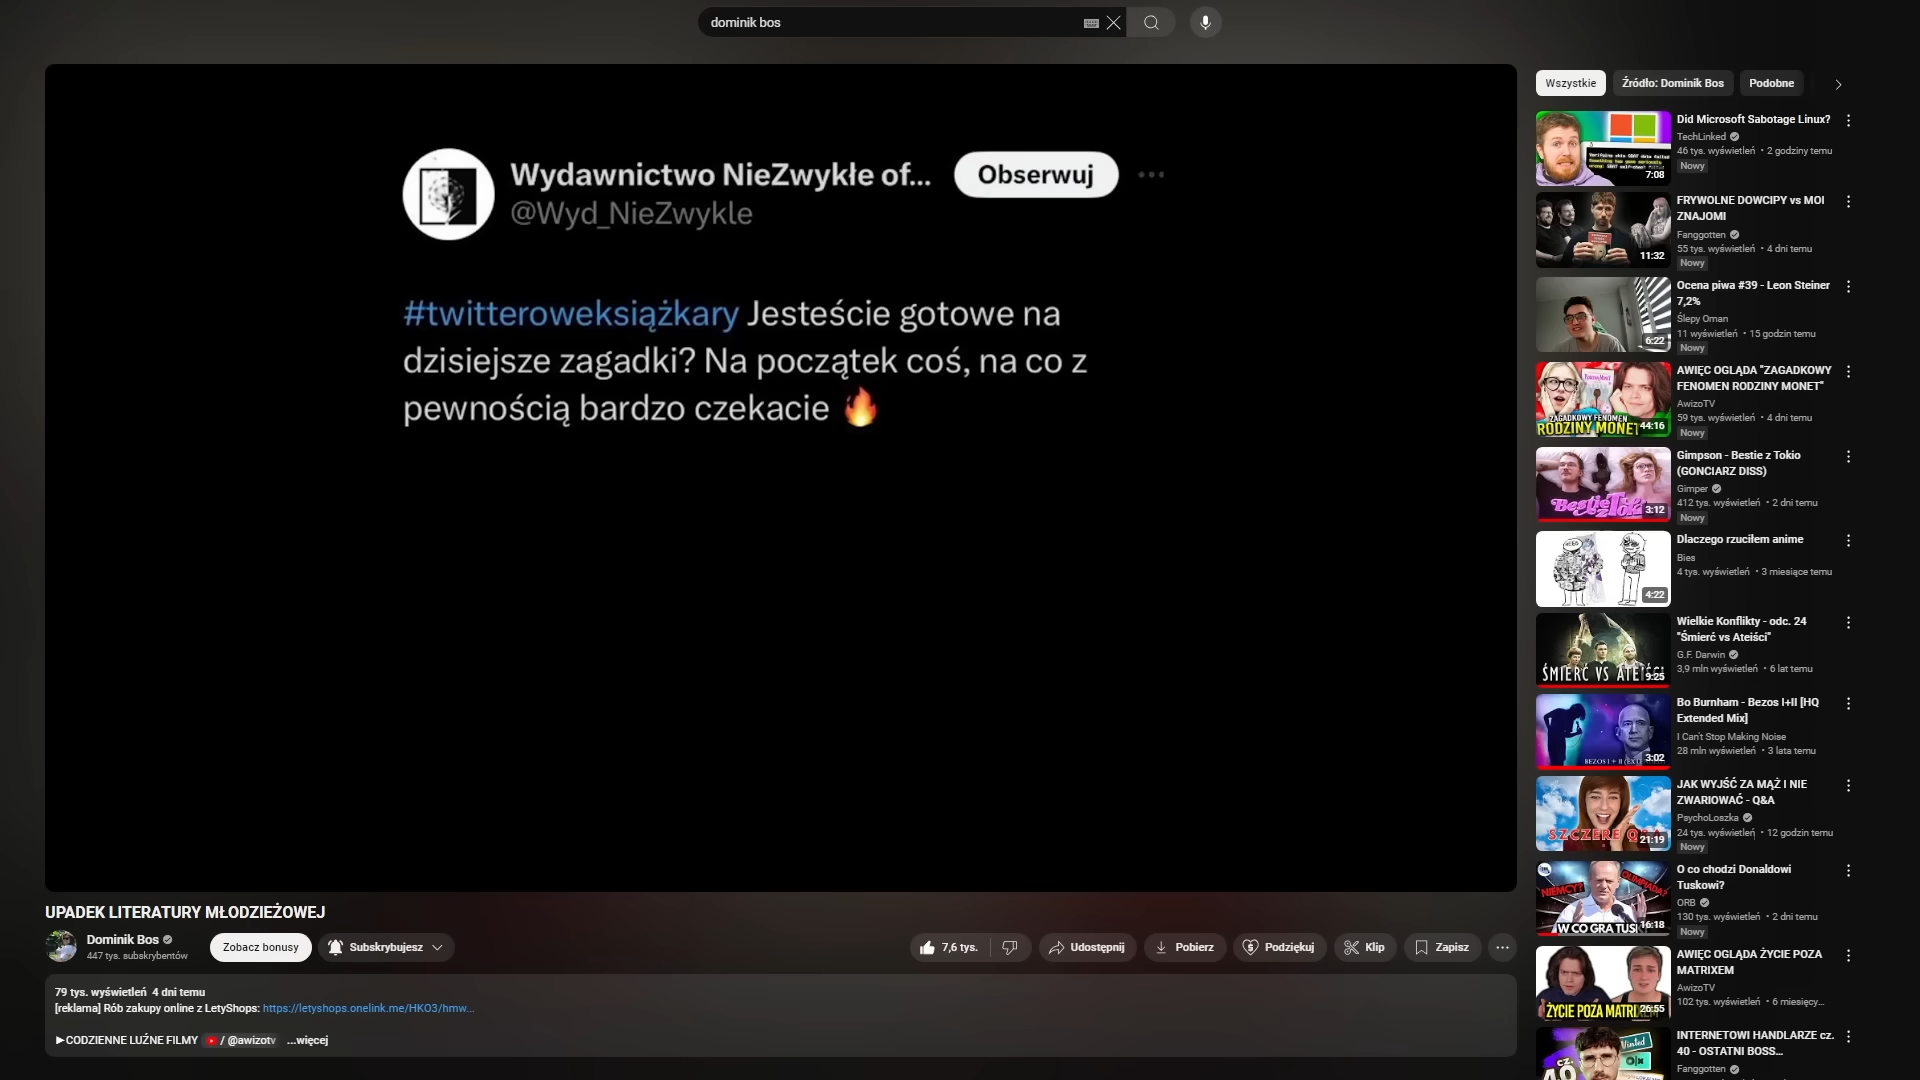 dominik bos
Wydawnictwo NieZwykłe of...
Obserwuj
@Wyd_NieZwykle
#twitteroweksiążkary Jesteście gotowe na
dzisiejsze zagadki? Na początek coś, na co z
pewnością bardzo czekacie 🔥
UPADEK LITERATURY MŁODZIEŻOWEJ
Dominik Bos
447 tys. subskrybentów
Zobacz bonusy
Subskrybujesz
7,6 tys.
Udostępnij
Pobierz
Podziękuj
Klip
Zapisz
79 tys. wyświetleń 4 dni temu
[reklama] Rób zakupy online z LetyShops: https://letyshops.onelink.me/HKO3/hmw...
▶CODZIENNE LUŹNE FILMY / @awizotv ...więcej
Wszystkie
Źródło: Dominik Bos
Podobne
7:08
Did Microsoft Sabotage Linux?
TechLinked
46 tys. wyświetleń • 2 godziny temu
Nowy
11:32
FRYWOLNE DOWCIPY vs MOI
ZNAJOMI
Fanggotten
55 tys. wyświetleń • 4 dni temu
Nowy
6:22
Ocena piwa #39 - Leon Steiner
7,2%
Ślepy Oman
11 wyświetleń • 15 godzin temu
Nowy
ZAGADKOWY FENOMEN
RODZINY MONET
44:16
AWIĘC OGLĄDA "ZAGADKOWY
FENOMEN RODZINY MONET"
AwizoTV
59 tys. wyświetleń • 4 dni temu
Nowy
Bestie z Tokio
3:12
Gimpson - Bestie z Tokio
(GONCIARZ DISS)
Gimper
412 tys. wyświetleń • 2 dni temu
Nowy
4:22
Dlaczego rzuciłem anime
Bies
4 tys. wyświetleń • 3 miesiące temu
ŚMIERĆ VS ATEIŚCI
9:25
Wielkie Konflikty - odc. 24
"Śmierć vs Ateiści"
G.F. Darwin
3,9 mln wyświetleń • 6 lat temu
BEZOS I + II (EXT
3:02
Bo Burnham - Bezos I+II [HQ
Extended Mix]
I Can't Stop Making Noise
28 mln wyświetleń • 3 lata temu
SZCZERE Q&A
21:19
JAK WYJŚĆ ZA MĄŻ I NIE
ZWARIOWAĆ - Q&A
PsychoLoszka
24 tys. wyświetleń • 12 godzin temu
Nowy
NIEMCY?
OLIMPIADA?
W CO GRA TUSK
16:18
O co chodzi Donaldowi
Tuskowi?
ORB
130 tys. wyświetleń • 2 dni temu
Nowy
ŻYCIE POZA MATRIXEM
26:55
AWIĘC OGLĄDA ŻYCIE POZA
MATRIXEM
AwizoTV
102 tys. wyświetleń • 6 miesięcy...
CZ.
40
Vinted
OLX
INTERNETOWI HANDLARZE cz.
40 - OSTATNI BOSS...
Fanggotten